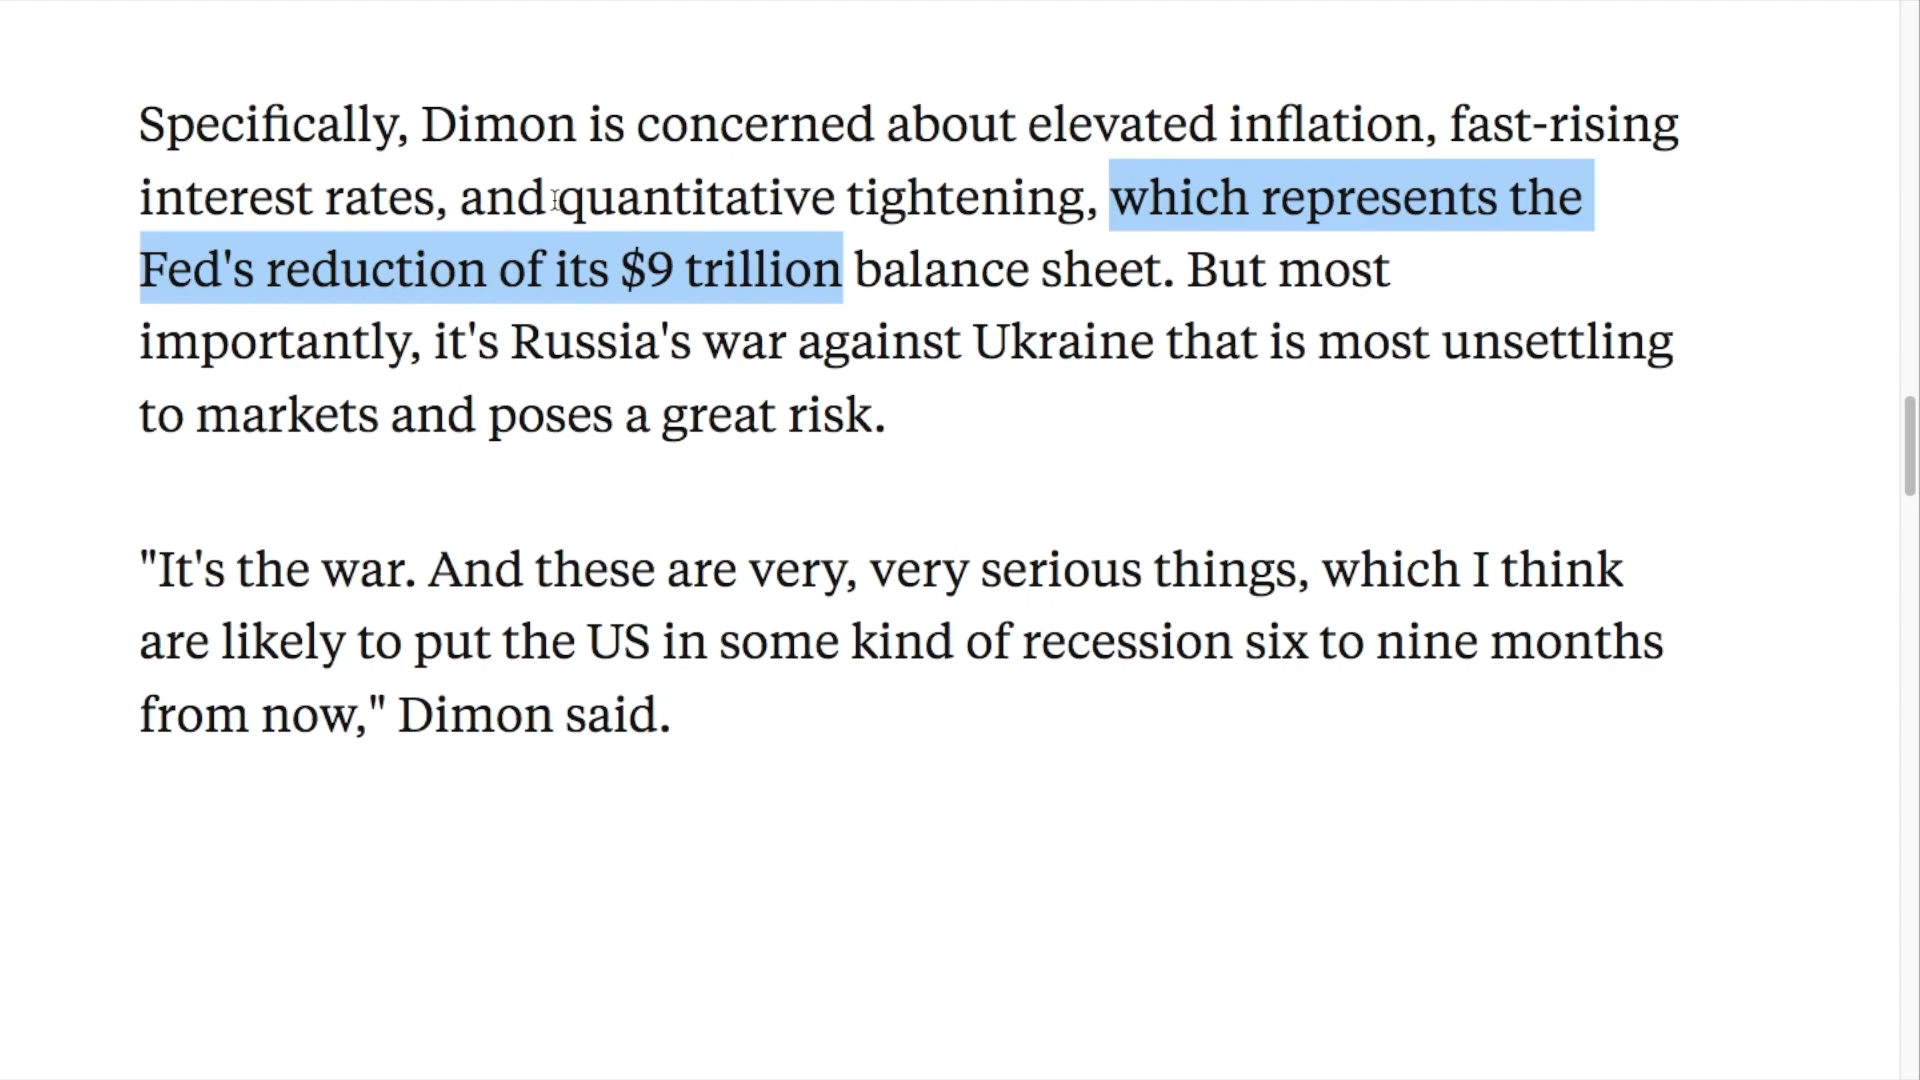 Specifically, Dimon is concerned about elevated inflation, fast-rising
interest rates, and quantitative tightening, which represents the
Fed's reduction of its $9 trillion balance sheet. But most
importantly, it's Russia's war against Ukraine that is most unsettling
to markets and poses a great risk.
"It's the war. And these are very, very serious things, which I think
are likely to put the US in some kind of recession six to nine months
from now," Dimon said.